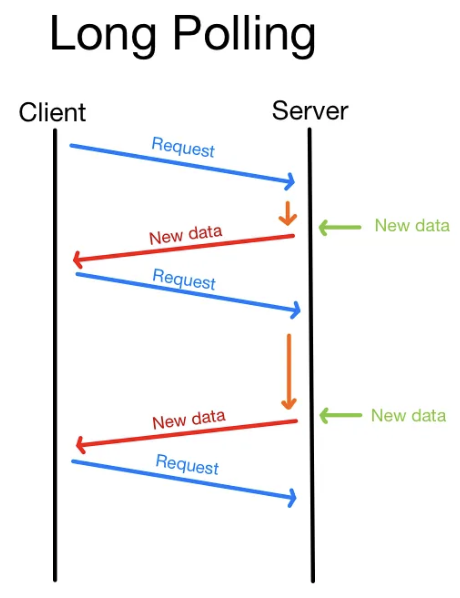 Long Polling
Client
Server
Request
New data
New data
Request
New data
New data
Request